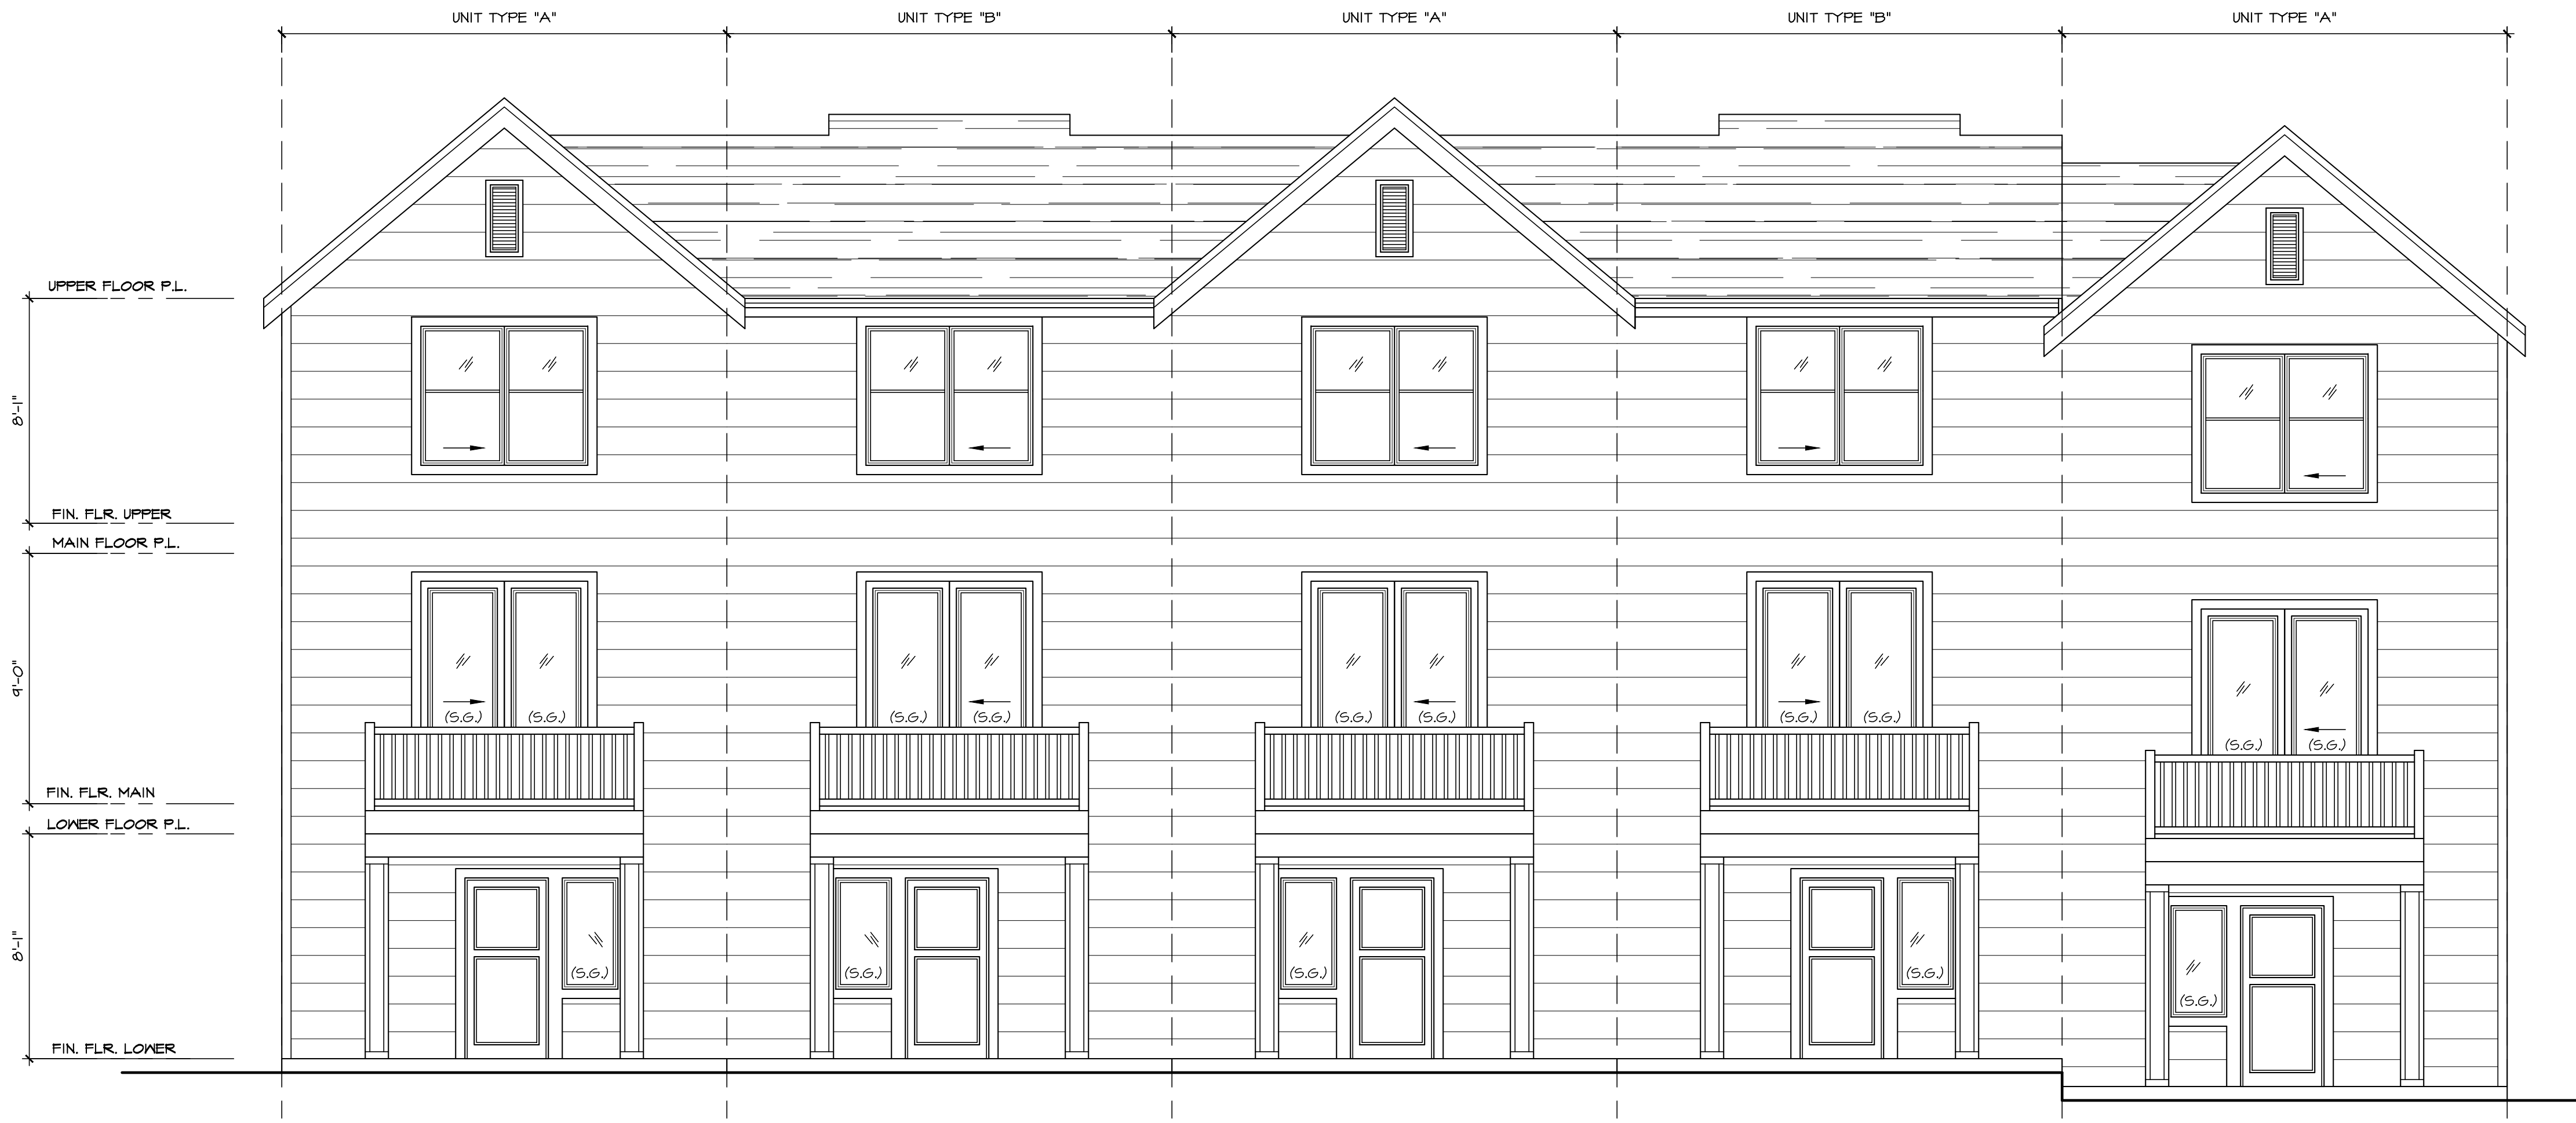 UNIT TYPE "A"
UNIT TYPE "B"
UNIT TYPE "A"
UNIT TYPE "B"
UNIT TYPE "A"
UPPER FLOOR P.L.
8'-1"
FIN. FLR. UPPER
MAIN FLOOR P.L.
9'-0"
(S.G.) (S.G.)
(S.G.) (S.G.)
(S.G.) (S.G.)
(S.G.) (S.G.)
(S.G.) (S.G.)
FIN. FLR. MAIN
LOWER FLOOR P.L.
8'-1"
(S.G.)
(S.G.)
(S.G.)
(S.G.)
(S.G.)
FIN. FLR. LOWER